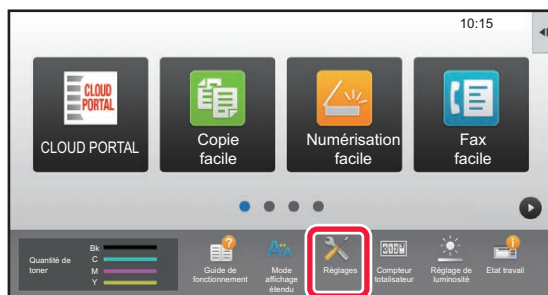 10:15
CLOUD
PORTAL
CLOUD PORTAL
Copie
facile
Numérisation
facile
Fax
facile
Quantité de
toner
Bk
C
M
Y
Guide de
fonctionnement
Mode
affichage
étendu
Réglages
Compteur
totalisateur
Réglage de
luminosité
Etat travail